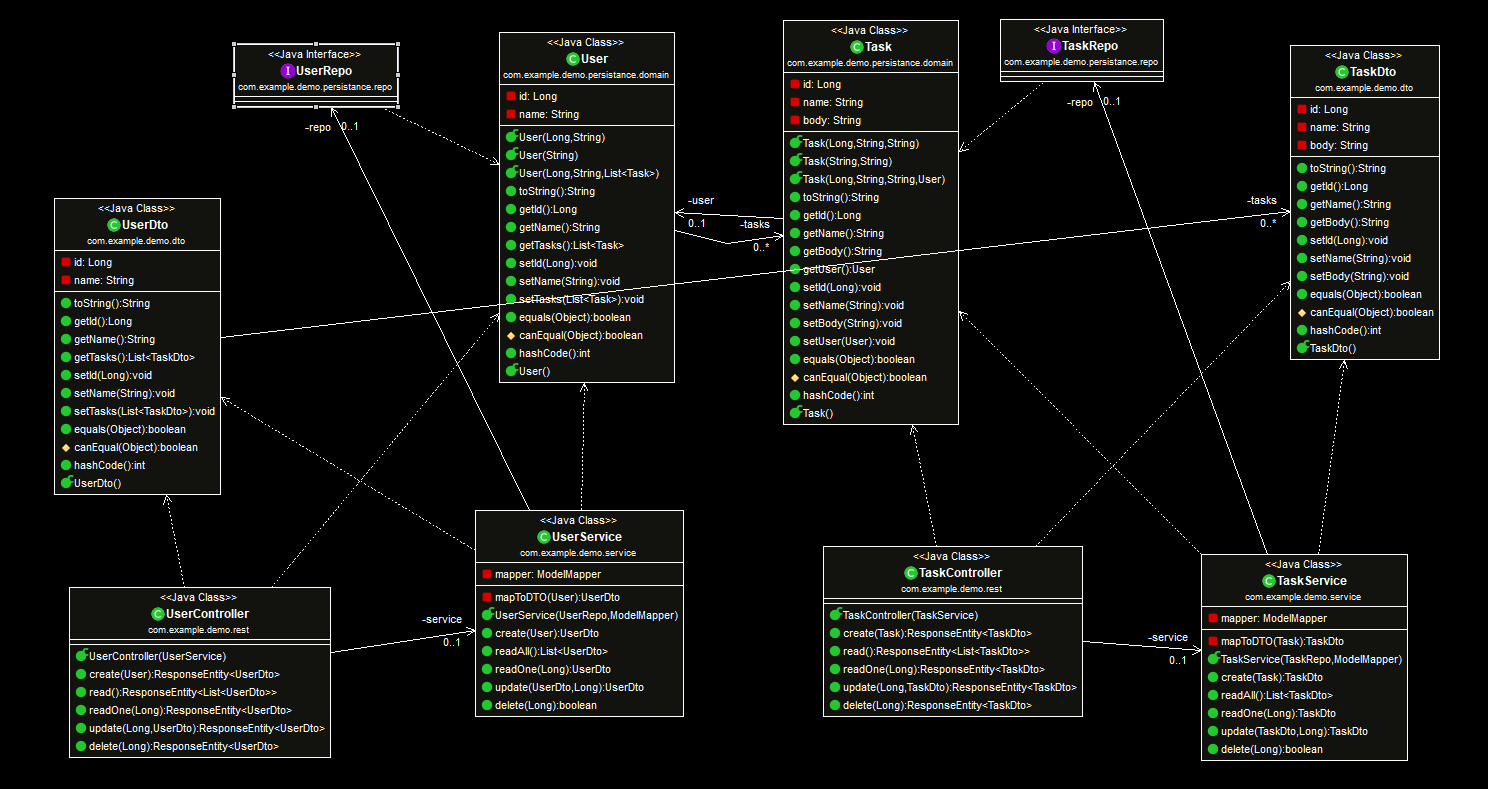 <<Java Interface>>
UserRepo
com.example.demo.persistance.repo
-repo 0..1
<<Java Class>>
User
com.example.demo.persistance.domain
id: Long
name: String
User(Long,String)
User(String)
User(Long,String,List<Task>)
toString():String
getId():Long
getName():String
getTasks():List<Task>
setId(Long):void
setName(String):void
setTasks(List<Task>):void
equals(Object):boolean
canEqual(Object):boolean
hashCode():int
User()
-user
0..1
-tasks
0..*
<<Java Class>>
Task
com.example.demo.persistance.domain
id: Long
name: String
body: String
Task(Long,String,String)
Task(String,String)
Task(Long,String,String,User)
toString():String
getId():Long
getName():String
getBody():String
getUser():User
setId(Long):void
setName(String):void
setBody(String):void
setUser(User):void
equals(Object):boolean
canEqual(Object):boolean
hashCode():int
Task()
<<Java Interface>>
TaskRepo
com.example.demo.persistance.repo
-repo 0..1
<<Java Class>>
TaskDto
com.example.demo.dto
id: Long
name: String
body: String
toString():String
getId():Long
getName():String
getBody():String
setId(Long):void
setName(String):void
setBody(String):void
equals(Object):boolean
canEqual(Object):boolean
hashCode():int
TaskDto()
-tasks
0..*
<<Java Class>>
UserDto
com.example.demo.dto
id: Long
name: String
toString():String
getId():Long
getName():String
getTasks():List<TaskDto>
setId(Long):void
setName(String):void
setTasks(List<TaskDto>):void
equals(Object):boolean
canEqual(Object):boolean
hashCode():int
UserDto()
<<Java Class>>
UserController
com.example.demo.rest
UserController(UserService)
create(User):ResponseEntity<UserDto>
read():ResponseEntity<List<UserDto>>
readOne(Long):ResponseEntity<UserDto>
update(Long,UserDto):ResponseEntity<UserDto>
delete(Long):ResponseEntity<UserDto>
-service
0..1
<<Java Class>>
UserService
com.example.demo.service
mapper: ModelMapper
mapToDTO(User):UserDto
UserService(UserRepo,ModelMapper)
create(User):UserDto
readAll():List<UserDto>
readOne(Long):UserDto
update(UserDto,Long):UserDto
delete(Long):boolean
<<Java Class>>
TaskController
com.example.demo.rest
TaskController(TaskService)
create(Task):ResponseEntity<TaskDto>
read():ResponseEntity<List<TaskDto>>
readOne(Long):ResponseEntity<TaskDto>
update(Long,TaskDto):ResponseEntity<TaskDto>
delete(Long):ResponseEntity<TaskDto>
-service
0..1
<<Java Class>>
TaskService
com.example.demo.service
mapper: ModelMapper
mapToDTO(Task):TaskDto
TaskService(TaskRepo,ModelMapper)
create(Task):TaskDto
readAll():List<TaskDto>
readOne(Long):TaskDto
update(TaskDto,Long):TaskDto
delete(Long):boolean